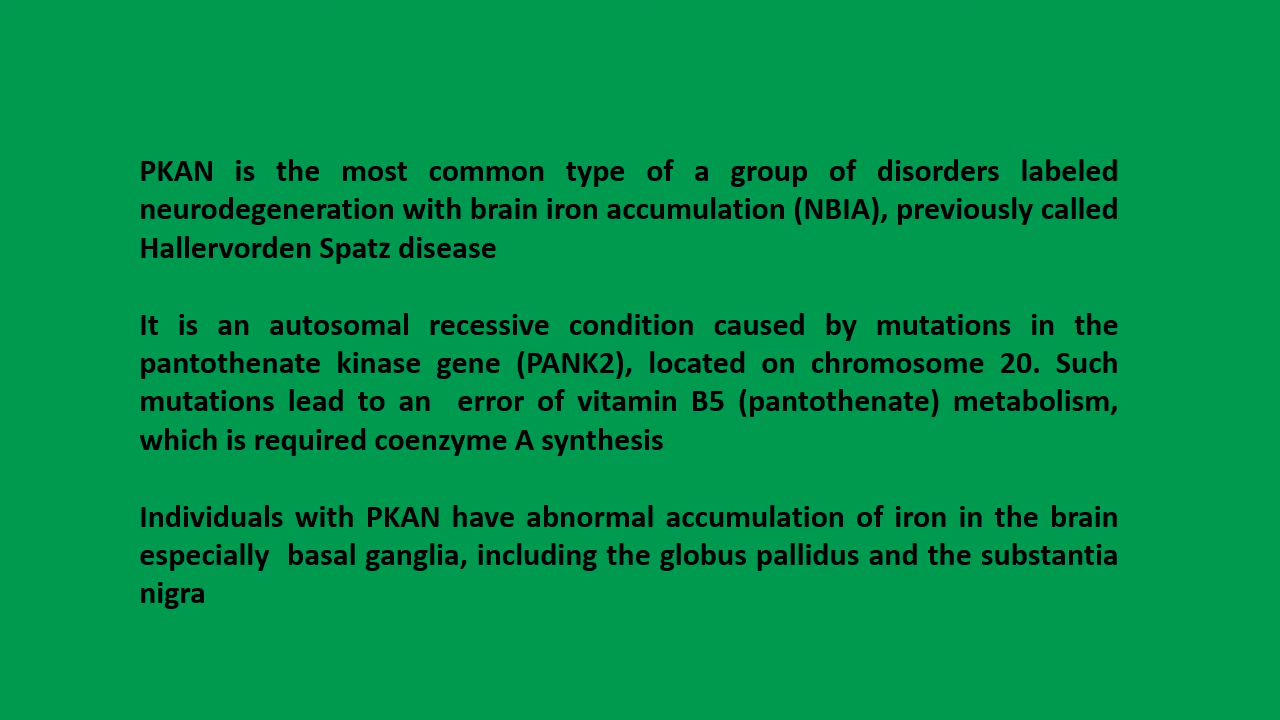 PKAN is the most common type of a group of disorders labeled
neurodegeneration with brain iron accumulation (NBIA), previously called
Hallervorden Spatz disease
It is an autosomal recessive condition caused by mutations in the
pantothenate kinase gene (PANK2), located on chromosome 20. Such
mutations lead to an  error of vitamin B5 (pantothenate) metabolism,
which is required coenzyme A synthesis
Individuals with PKAN have abnormal accumulation of iron in the brain
especially  basal ganglia, including the globus pallidus and the substantia
nigra